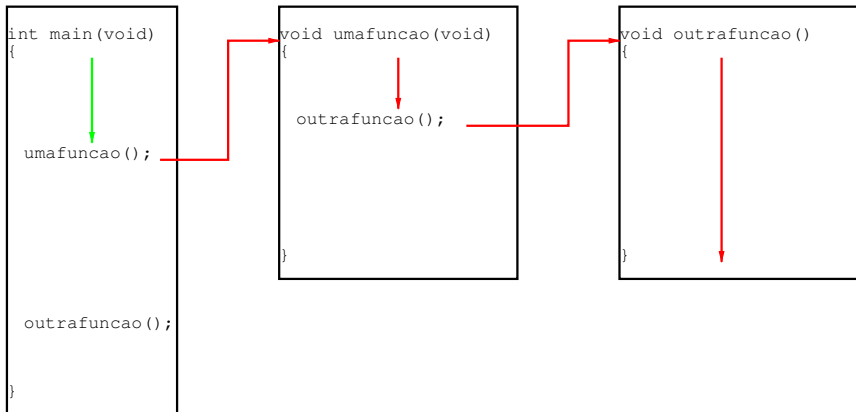 int main(void)
{
umafuncao();
outrafuncao();
}
void umafuncao(void)
{
outrafuncao();
}
void outrafuncao()
{
}